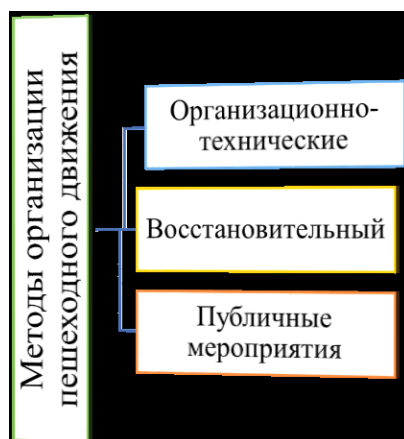 Методы организации
пешеходного движения
Организационно-
технические
Восстановительный
Публичные
мероприятия